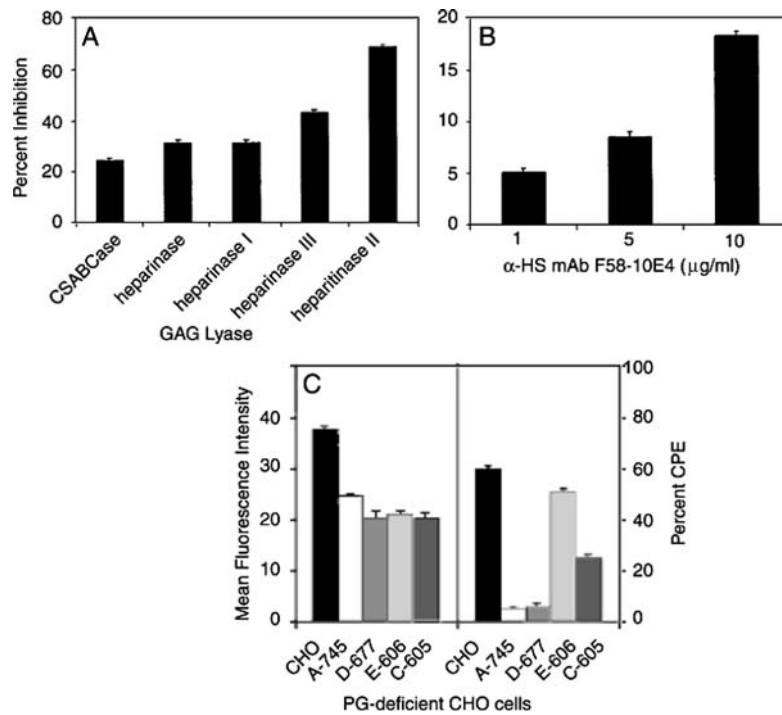 A
Percent Inhibition
80
60
40
20
0
CSABCase
heparinase
heparinase I
heparinase III
heparitinase II
GAG Lyase
B
20
15
10
5
0
1
5
10
α-HS mAb F58-10E4 (μg/ml)
C
Mean Fluorescence Intensity
40
30
20
10
0
100
80
60
40
20
0
Percent CPE
CHO
A-745
D-677
E-606
C-605
CHO
A-745
D-677
E-606
C-605
PG-deficient CHO cells